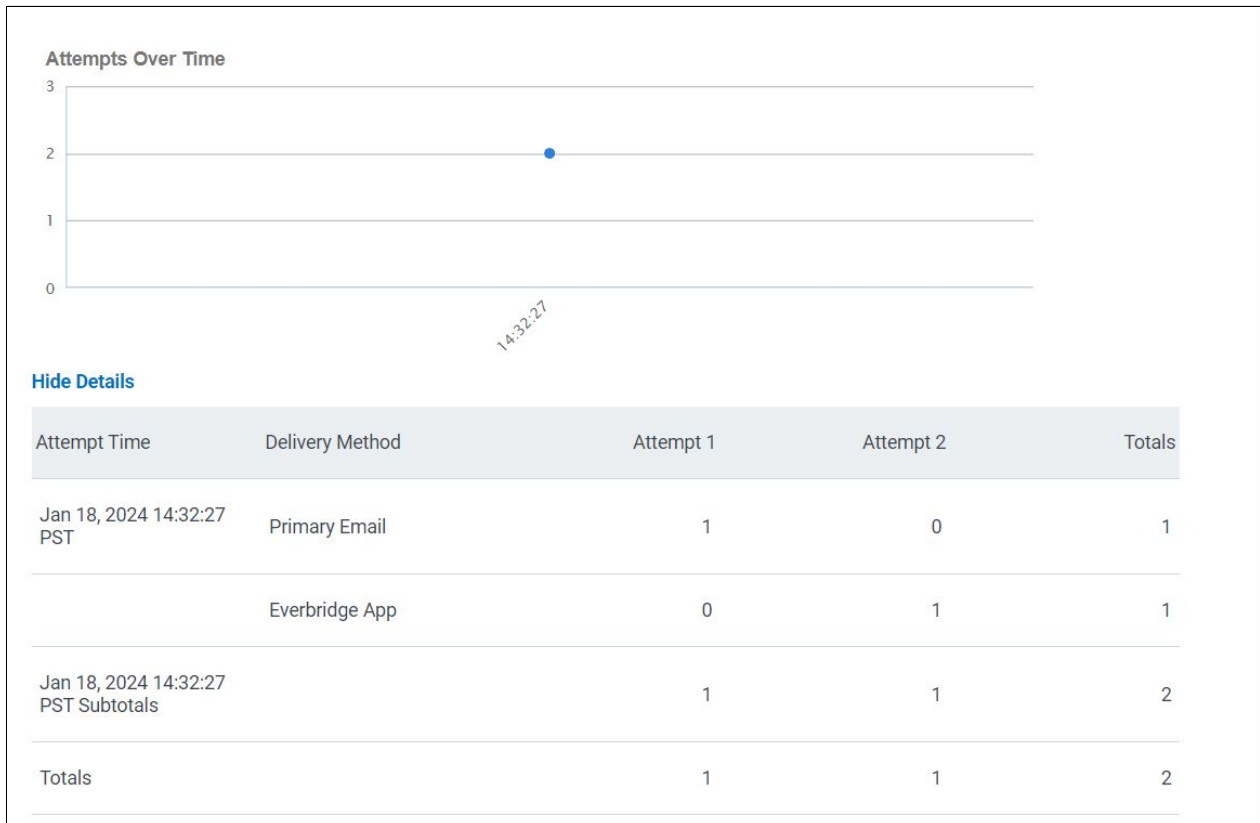 Attempts Over Time
3
2
1
0
14:32:27
Hide Details
Attempt Time Delivery Method Attempt 1 Attempt 2 Totals
Jan 18, 2024 14:32:27
PST
Primary Email 1 0 1
Everbridge App 0 1 1
Jan 18, 2024 14:32:27
PST Subtotals
1 1 2
Totals 1 1 2